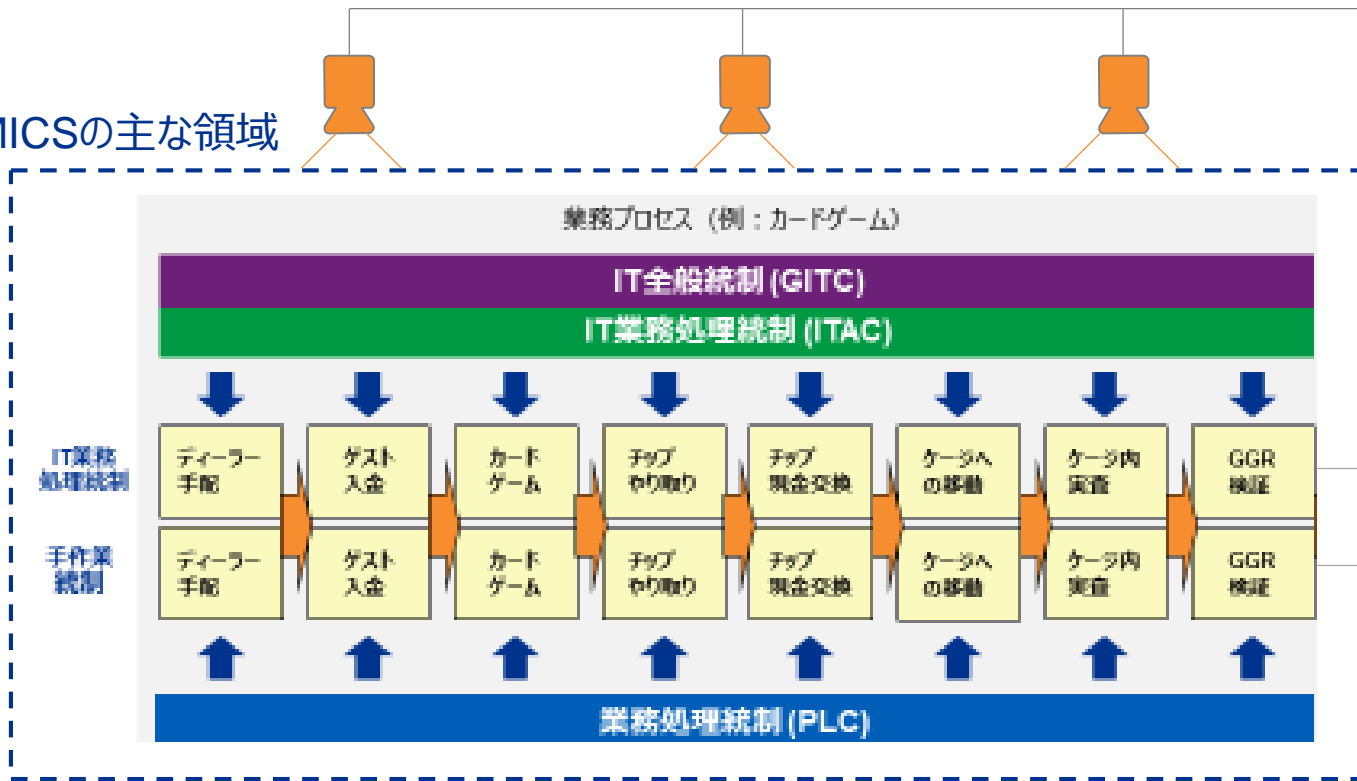 MICSの主な領域
業務プロセス (例：カードゲーム)
IT全般統制 (GITC)
IT業務処理統制 (ITAC)
IT業務
処理統制
ディーラー
手配
ゲスト
入金
カード
ゲーム
チップ
やり取り
チップ
現金交換
ケージへ
の移動
ケージ内
実査
GGR
検証
手作業
統制
ディーラー
手配
ゲスト
入金
カード
ゲーム
チップ
やり取り
チップ
現金交換
ケージへ
の移動
ケージ内
実査
GGR
検証
業務処理統制 (PLC)